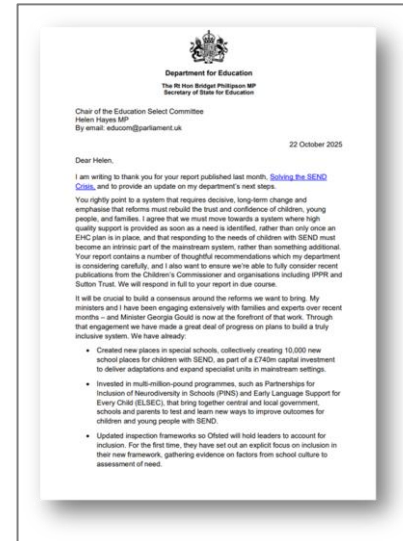 Department for Education
The Rt Hon Bridget Phillipson MP
Secretary of State for Education
Chair of the Education Select Committee
Helen Hayes MP
By email: educom@parliament.uk
22 October 2025
Dear Helen,
I am writing to thank you for your report published last month, Solving the SEND
Crisis, and to provide an update on my department's next steps.
You rightly point to a system that requires decisive, long-term change and
emphasise that reforms must rebuild the trust and confidence of children, young
people, and families. I agree that we must move towards a system where high
quality support is provided as soon as a need is identified, rather than only once an
EHC plan is in place, and that responding to the needs of children with SEND must
become an intrinsic part of the mainstream system, rather than something additional.
Your report contains a number of thoughtful recommendations which my department
is considering carefully, and I also want to ensure we're able to fully consider recent
publications from the Children's Commissioner and organisations including IPPR and
Sutton Trust. We will respond in full to your report in due course.
It will be crucial to build a consensus around the reforms we want to bring. My
ministers and I have been engaging extensively with families and experts over recent
months – and Minister Georgia Gould is now at the forefront of that work. Through
that engagement we have made a great deal of progress on plans to build a truly
inclusive system. We have already:
• Created new places in special schools, collectively creating 10,000 new
school places for children with SEND, as part of a £740m capital investment
to deliver adaptations and expand specialist units in mainstream settings.
• Invested in multi-million-pound programmes, such as Partnerships for
Inclusion of Neurodiversity in Schools (PINS) and Early Language Support for
Every Child (ELSEC), that bring together central and local government,
schools and parents to test and learn new ways to improve outcomes for
children and young people with SEND.
• Updated inspection frameworks so Ofsted will hold leaders to account for
inclusion. For the first time, they have set out an explicit focus on inclusion in
their new framework, gathering evidence on factors from school culture to
assessment of need.